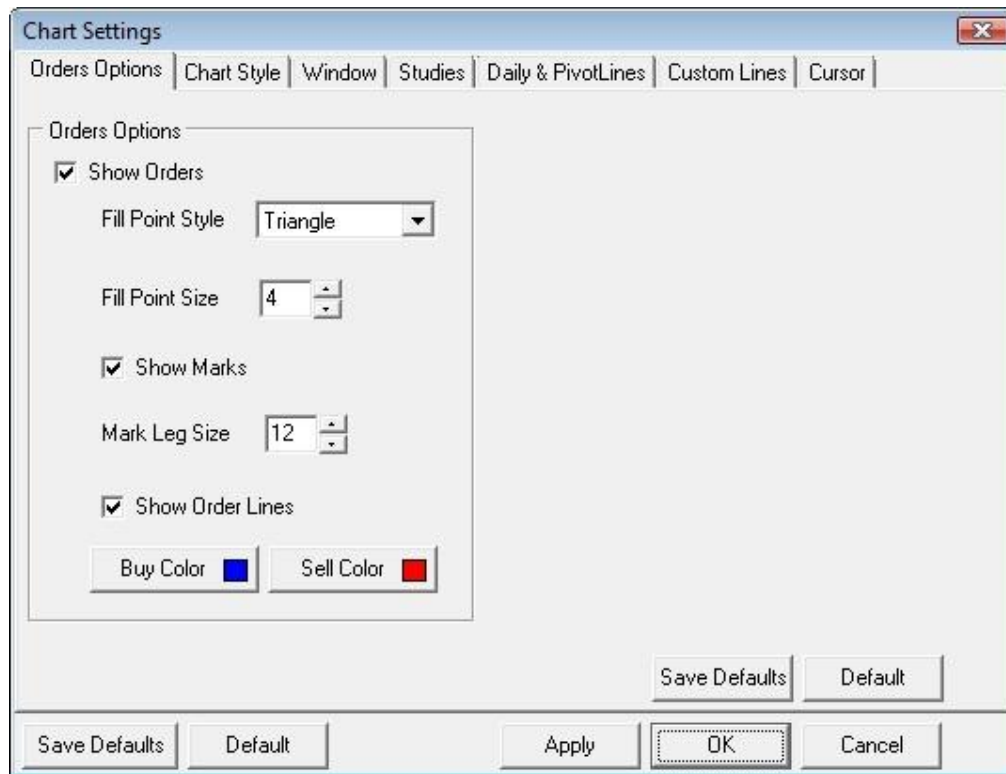 Chart Settings
Orders Options Chart Style Window Studies Daily & PivotLines Custom Lines Cursor
Orders Options
Show Orders
Fill Point Style Triangle
Fill Point Size 4
Show Marks
Mark Leg Size 12
Show Order Lines
Buy Color Sell Color
Save Defaults Default
Save Defaults Default Apply OK Cancel